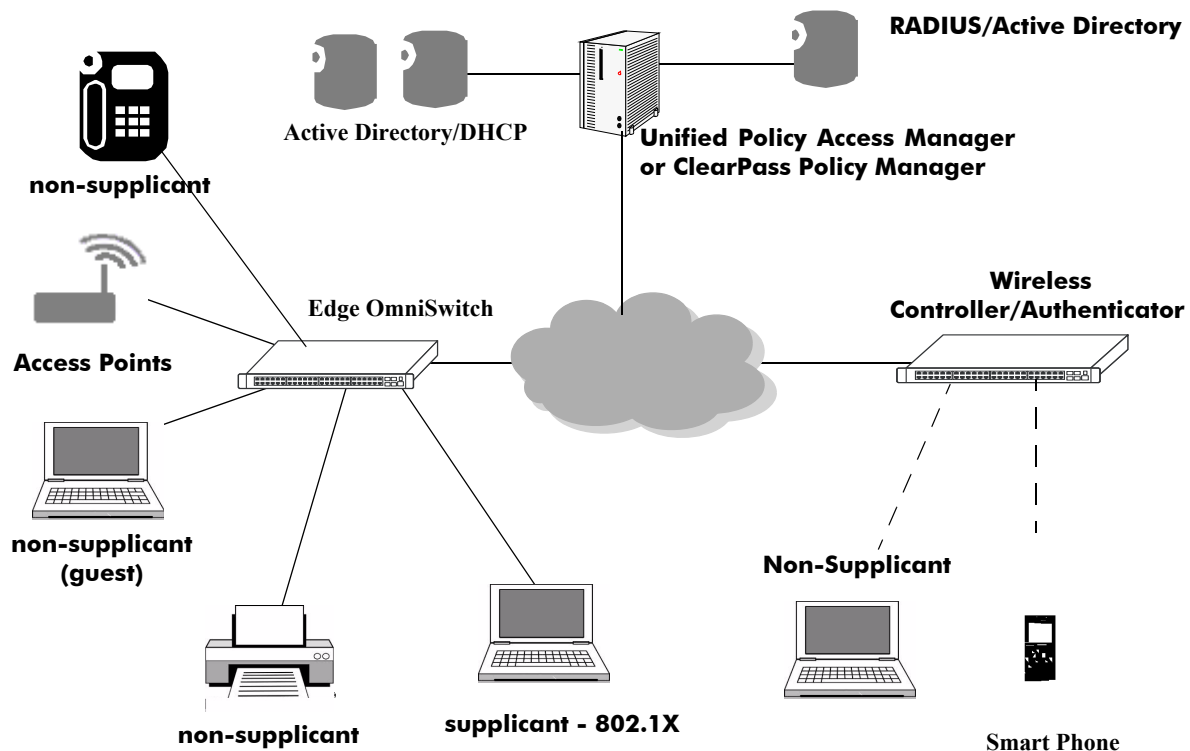 RADIUS/Active Directory
Active Directory/DHCP
Unified Policy Access Manager
or ClearPass Policy Manager
non-supplicant
Wireless
Controller/Authenticator
Edge OmniSwitch
Access Points
non-supplicant
(guest)
Non-Supplicant
non-supplicant
supplicant - 802.1X
Smart Phone